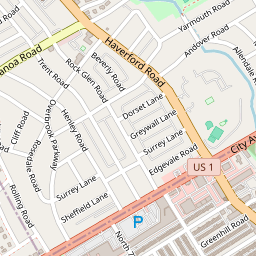 Yarmouth Road
Andover Road
Allendale
anoa Road
Haverford Road
Beverly Road
Trent Road
Rock Glen Road
Dorset Lane
Greywall Lane
Surrey Lane
Edgevale Road
City Av
US 1
Cliff Road
Overbrook Parkway
Rosedale Road
Henley Road
Surrey Lane
Sheffield Lane
Rolling Road
P
North 7
Greenhill Road